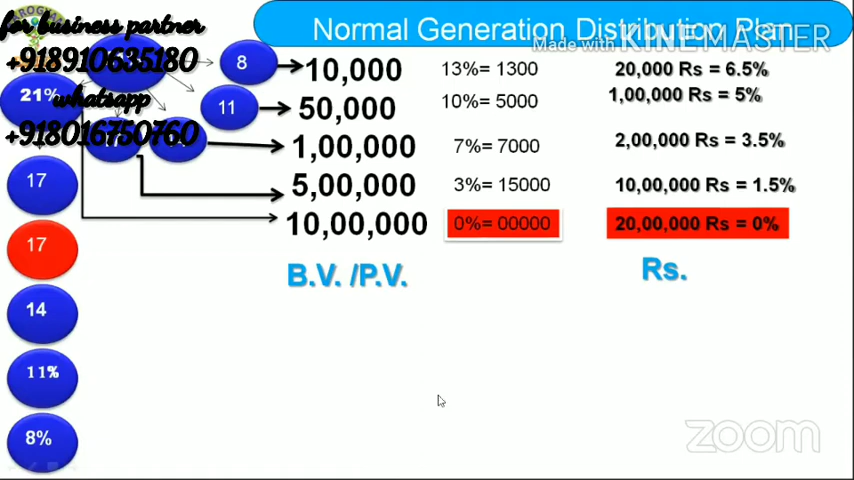 Normal Generation Distribution Plan
Made with KINEMASTER
for business partner
+918910635180
whatsapp
+918016750760
8 10,000 13%= 1300 20,000 Rs = 6.5%
21% 11 50,000 10%= 5000 1,00,000 Rs = 5%
1,00,000 7%= 7000 2,00,000 Rs = 3.5%
17 5,00,000 3%= 15000 10,00,000 Rs = 1.5%
10,00,000 0%= 00000 20,00,000 Rs = 0%
17
B.V. /P.V. Rs.
14
11%
8%
zoom